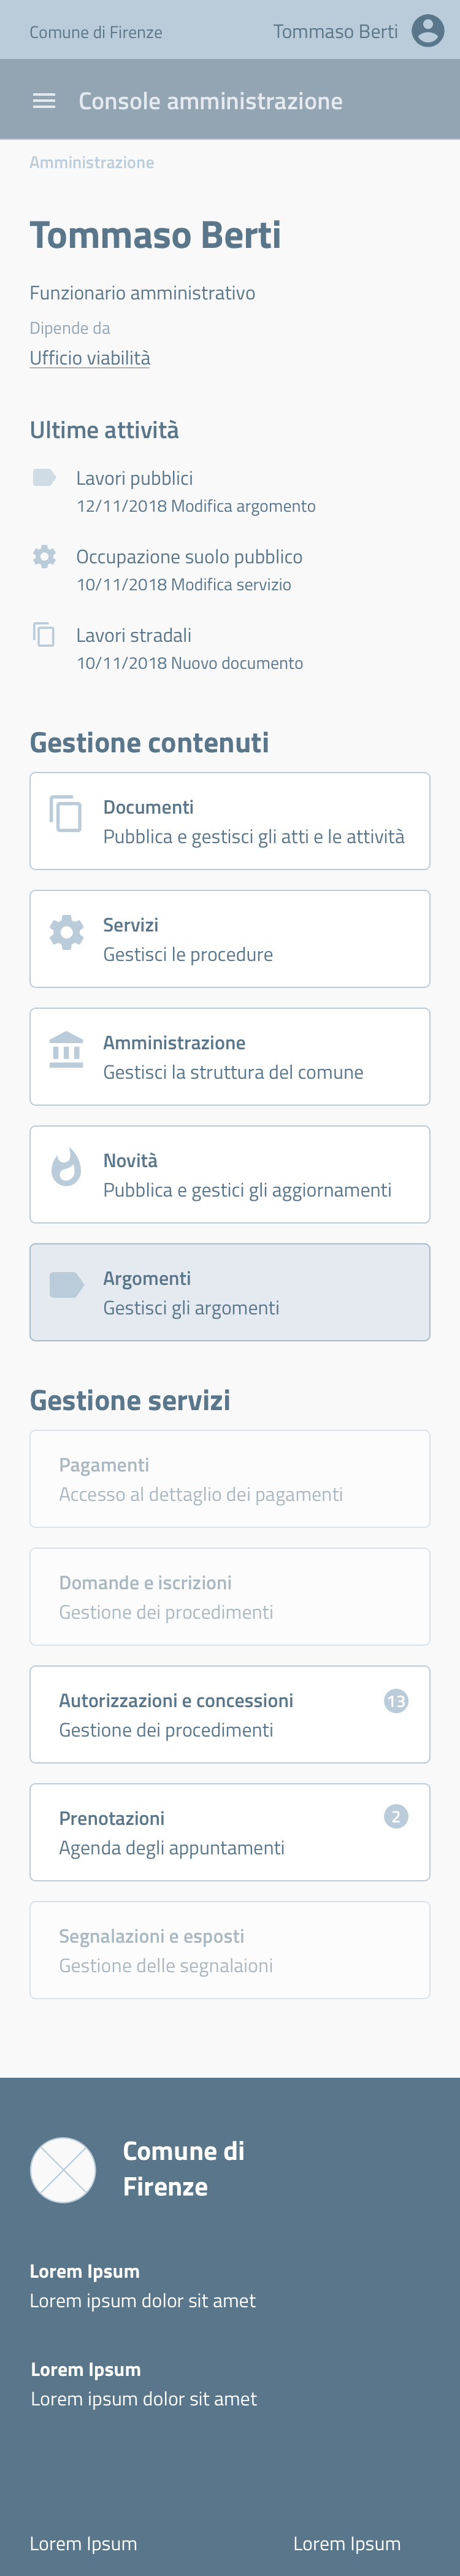 Comune di Firenze
Tommaso Berti
Console amministrazione
Amministrazione
Tommaso Berti
Funzionario amministrativo
Dipende da
Ufficio viabilità
Ultime attività
Lavori pubblici
12/11/2018 Modifica argomento
Occupazione suolo pubblico
10/11/2018 Modifica servizio
Lavori stradali
10/11/2018 Nuovo documento
Gestione contenuti
Documenti
Pubblica e gestisci gli atti e le attività
Servizi
Gestisci le procedure
Amministrazione
Gestisci la struttura del comune
Novità
Pubblica e gestici gli aggiornamenti
Argomenti
Gestisci gli argomenti
Gestione servizi
Pagamenti
Accesso al dettaglio dei pagamenti
Domande e iscrizioni
Gestione dei procedimenti
Autorizzazioni e concessioni
13
Gestione dei procedimenti
Prenotazioni
2
Agenda degli appuntamenti
Segnalazioni e esposti
Gestione delle segnalaioni
Comune di
Firenze
Lorem Ipsum
Lorem ipsum dolor sit amet
Lorem Ipsum
Lorem ipsum dolor sit amet
Lorem Ipsum
Lorem Ipsum